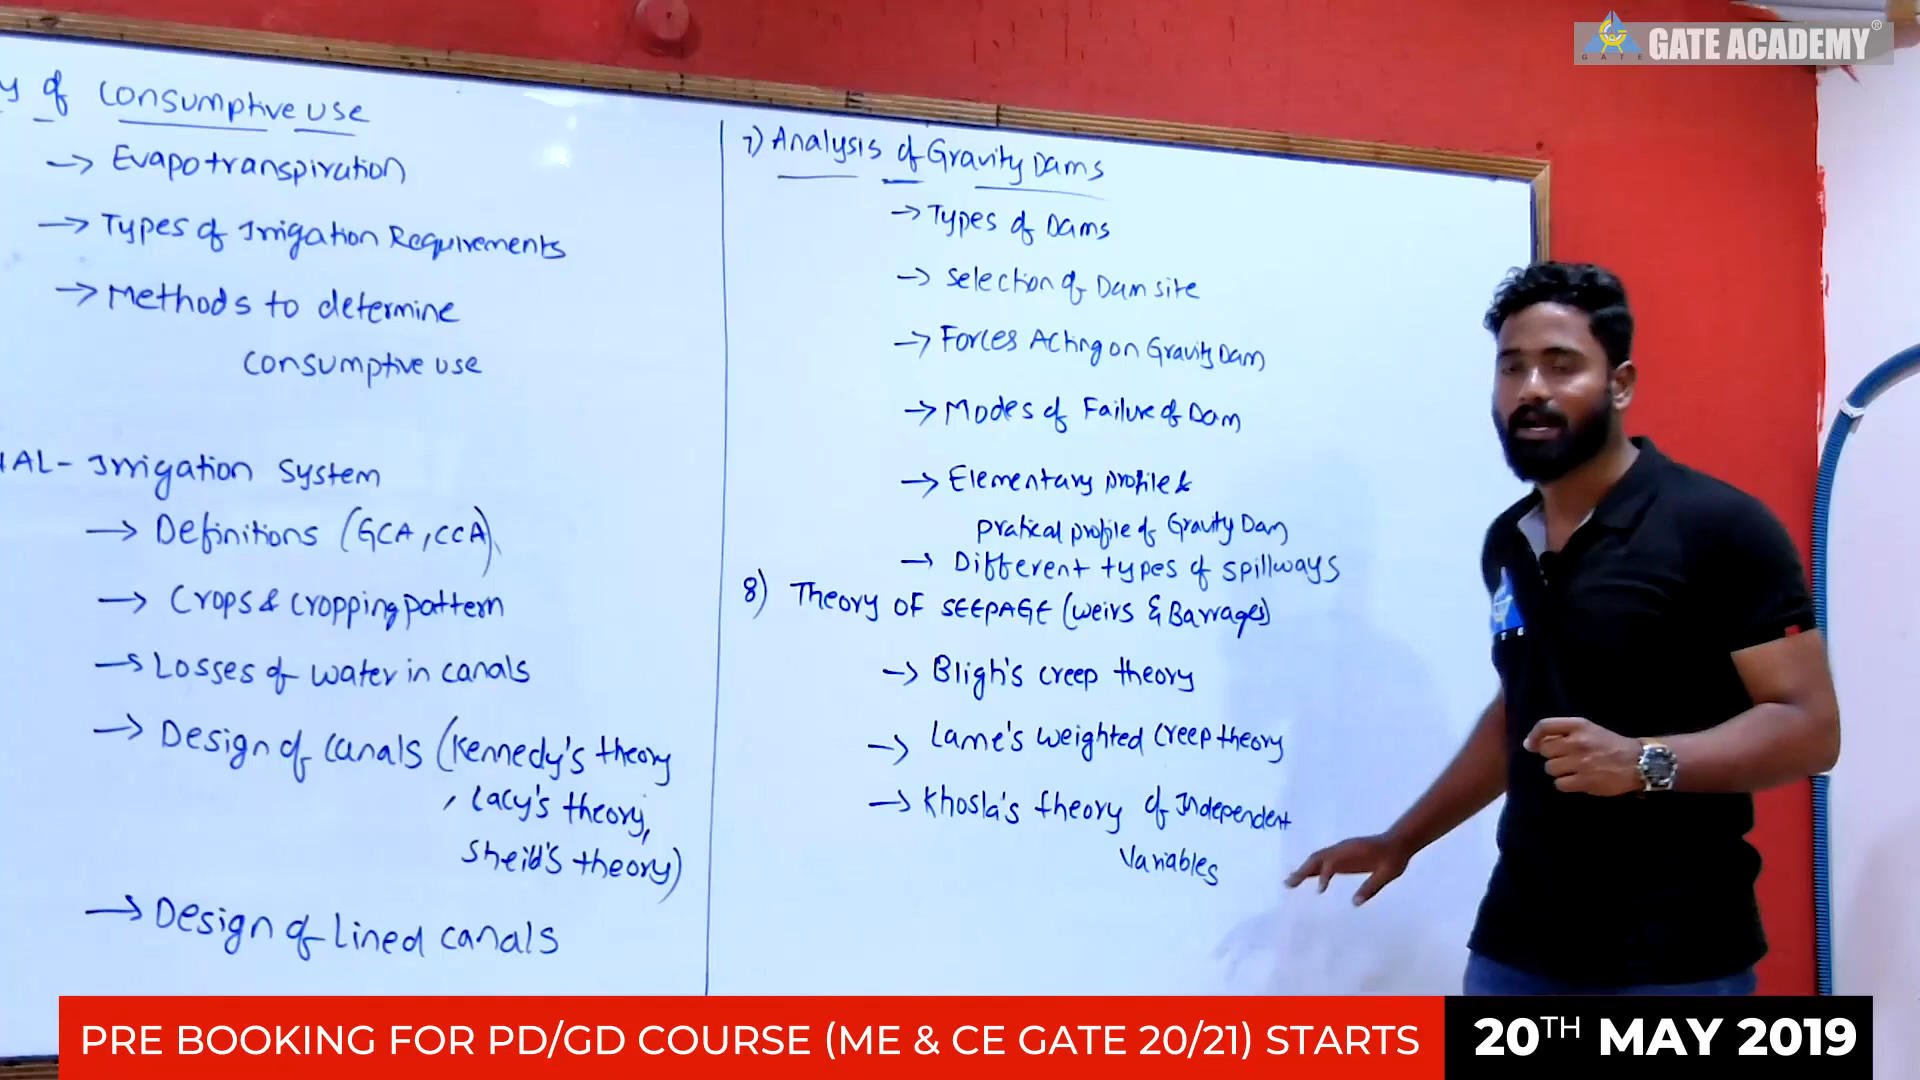 GATE ACADEMY®
GATE
y of Consumptive use
→ Evapotranspiration
→ Types of Irrigation Requirements
→ Methods to determine
consumptive use
AL- Irrigation System
→ Definitions (GCA, CCA)
→ Crops & cropping pattern
→ Losses of water in canals
→ Design of canals (Kennedy's theory
, Lacy's theory,
Sheild's theory)
→ Design of Lined canals
7) Analysis of Gravity Dams
→ Types of Dams
→ Selection of Dam site
→ Forces Acting on Gravity Dam
→ Modes of Failure of Dam
→ Elementary profile &
pratical profile of Gravity Dam
→ Different types of spillways
8) Theory OF SEEPAGE (Weirs & Barrages)
→ Bligh's creep theory
→ Lame's weighted Creep theory
→ Khosla's theory of Independent
Variables
PRE BOOKING FOR PD/GD COURSE (ME & CE GATE 20/21) STARTS
20TH MAY 2019